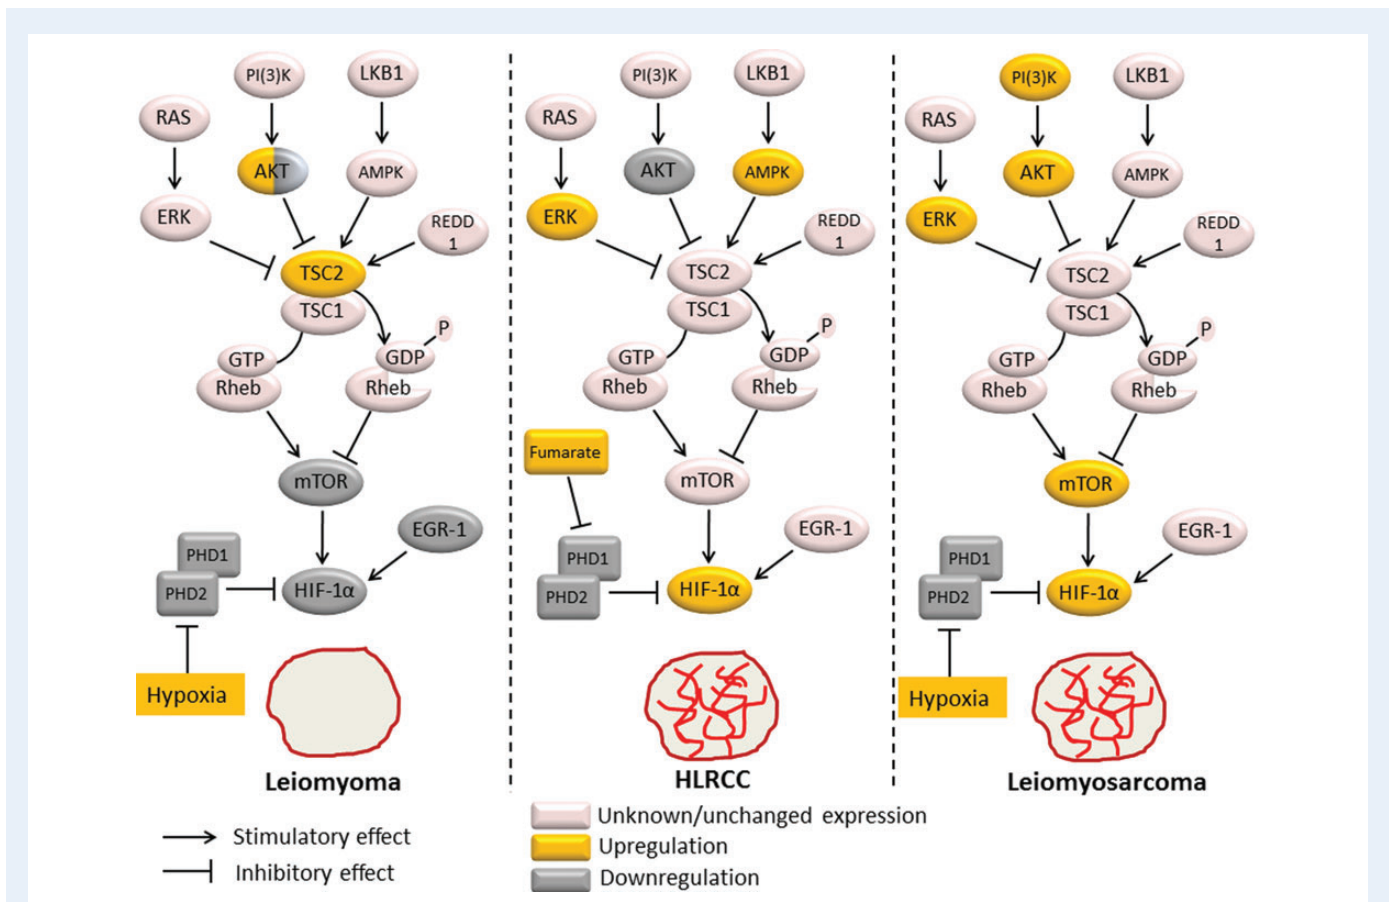 PI(3)K
LKB1
RAS
AKT
AMPK
ERK
REDD
1
TSC2
TSC1
P
GTP
GDP
Rheb
Rheb
mTOR
EGR-1
PHD1
PHD2
HIF-1α
Hypoxia
Leiomyoma
PI(3)K
LKB1
RAS
AKT
AMPK
ERK
REDD
1
TSC2
TSC1
P
GTP
GDP
Rheb
Rheb
Fumarate
mTOR
EGR-1
PHD1
PHD2
HIF-1α
HLRCC
PI(3)K
LKB1
RAS
AKT
AMPK
ERK
REDD
1
TSC2
TSC1
P
GTP
GDP
Rheb
Rheb
mTOR
EGR-1
PHD1
PHD2
HIF-1α
Hypoxia
Leiomyosarcoma
Stimulatory effect
Inhibitory effect
Unknown/unchanged expression
Upregulation
Downregulation